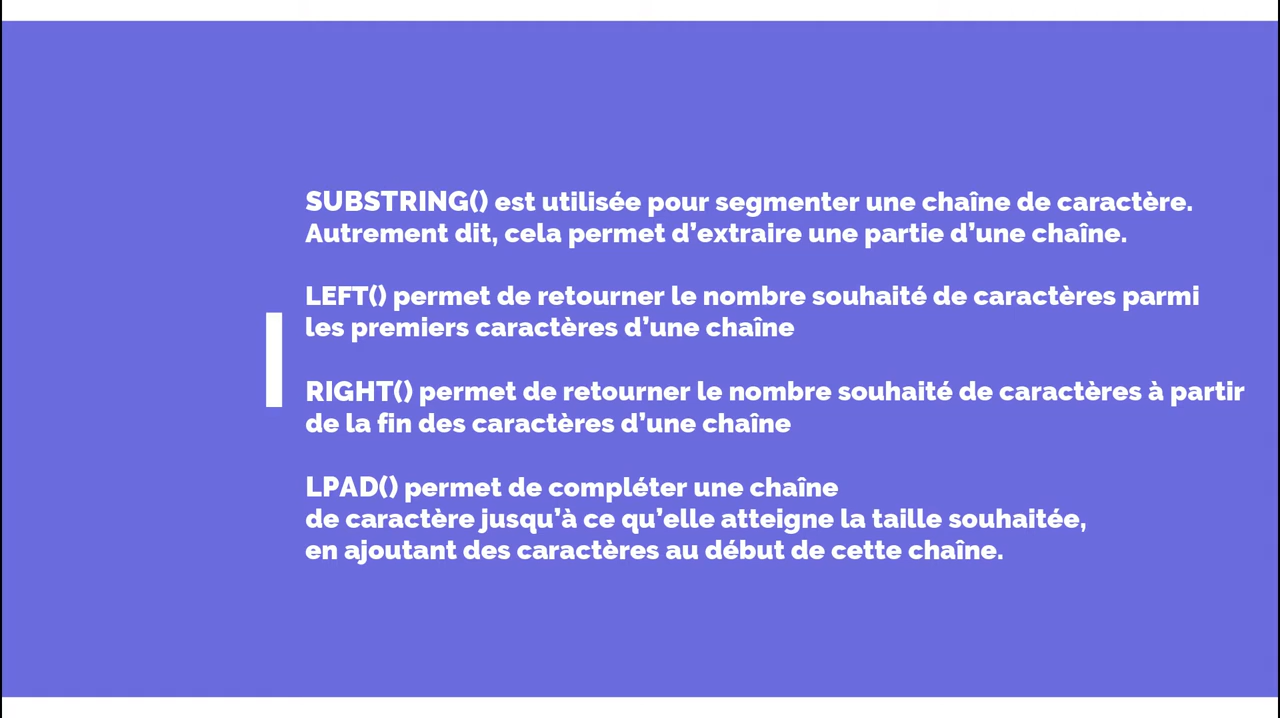 SUBSTRING() est utilisée pour segmenter une chaîne de caractère.
Autrement dit, cela permet d’extraire une partie d’une chaîne.
LEFT() permet de retourner le nombre souhaité de caractères parmi
les premiers caractères d’une chaîne
RIGHT() permet de retourner le nombre souhaité de caractères à partir
de la fin des caractères d’une chaîne
LPAD() permet de compléter une chaîne
de caractère jusqu’à ce qu’elle atteigne la taille souhaitée,
en ajoutant des caractères au début de cette chaîne.